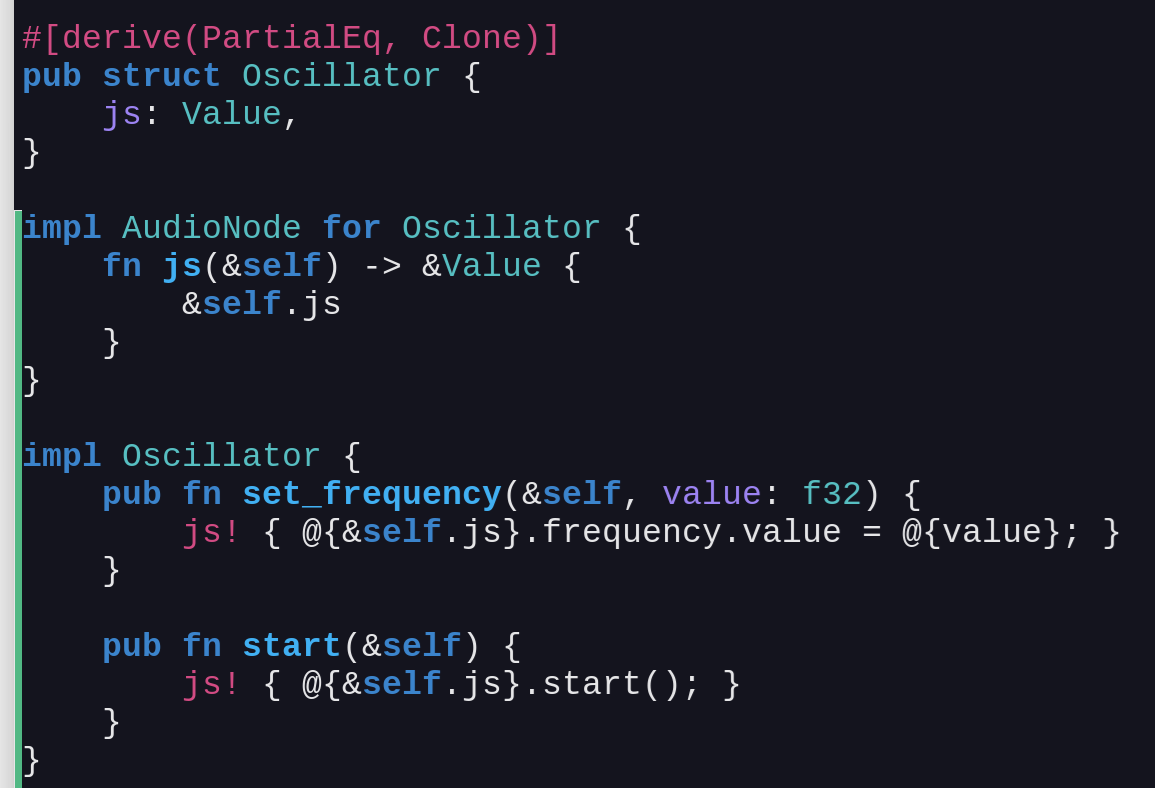 #[derive(PartialEq, Clone)]
pub struct Oscillator {
    js: Value,
}

impl AudioNode for Oscillator {
    fn js(&self) -> &Value {
        &self.js
    }
}

impl Oscillator {
    pub fn set_frequency(&self, value: f32) {
        js! { @{&self.js}.frequency.value = @{value}; }
    }

    pub fn start(&self) {
        js! { @{&self.js}.start(); }
    }
}